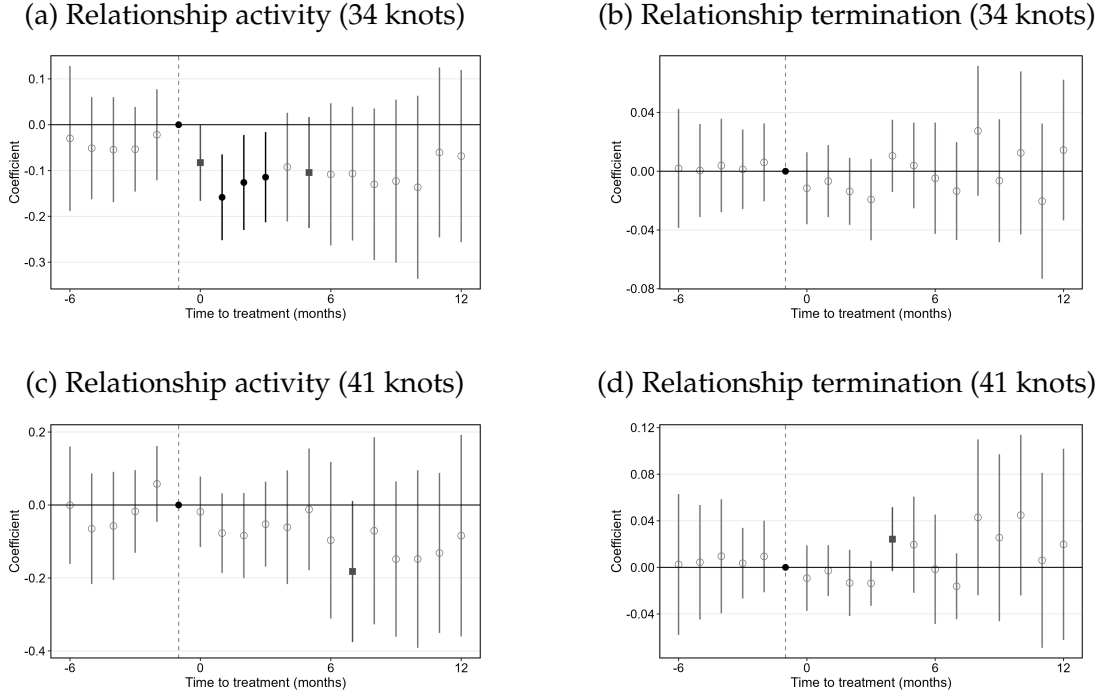 (a) Relationship activity (34 knots)
0.1
0.0
-0.1
-0.2
-0.3
Coefficient
-6
0
6
12
Time to treatment (months)
(b) Relationship termination (34 knots)
0.04
0.00
-0.04
-0.08
Coefficient
-6
0
6
12
Time to treatment (months)
(c) Relationship activity (41 knots)
0.2
0.0
-0.2
-0.4
Coefficient
-6
0
6
12
Time to treatment (months)
(d) Relationship termination (41 knots)
0.12
0.08
0.04
0.00
-0.04
Coefficient
-6
0
6
12
Time to treatment (months)